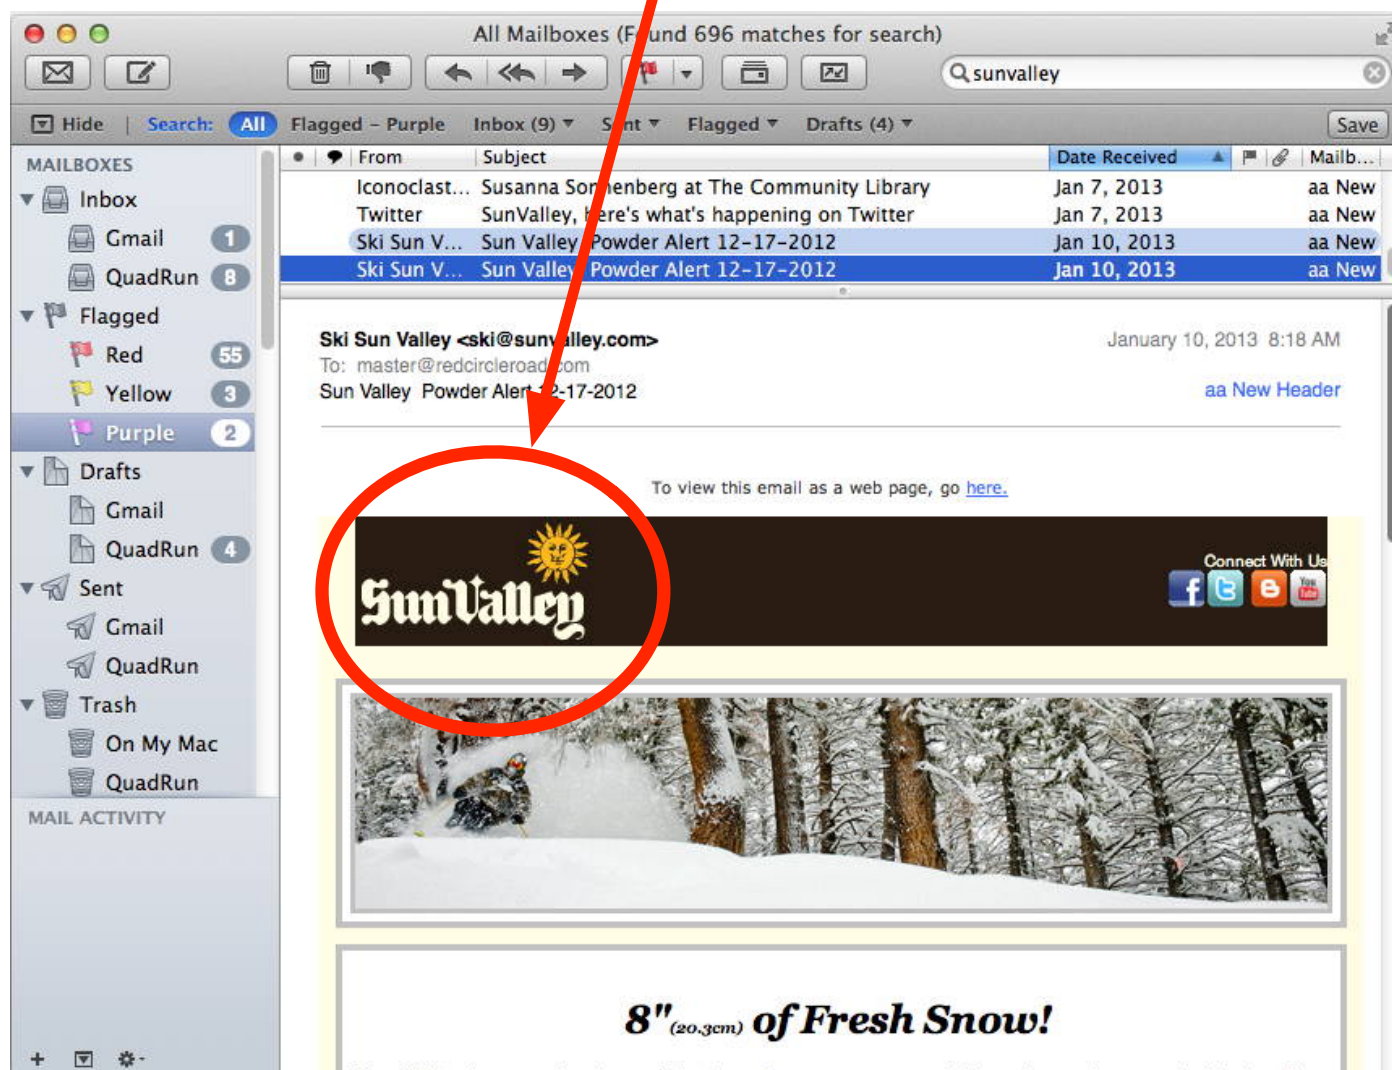 All Mailboxes (Found 696 matches for search)
sunvalley
Hide | Search: All Flagged – Purple Inbox (9) Sent Flagged Drafts (4) Save
MAILBOXES
Inbox
Gmail 1
QuadRun 8
Flagged
Red 55
Yellow 3
Purple 2
Drafts
Gmail
QuadRun 4
Sent
Gmail
QuadRun
Trash
On My Mac
QuadRun
MAIL ACTIVITY
From Subject Date Received Mailb...
Iconoclast... Susanna Sonnenberg at The Community Library Jan 7, 2013 aa New
Twitter SunValley, here's what's happening on Twitter Jan 7, 2013 aa New
Ski Sun V... Sun Valley Powder Alert 12-17-2012 Jan 10, 2013 aa New
Ski Sun V... Sun Valley Powder Alert 12-17-2012 Jan 10, 2013 aa New
Ski Sun Valley <ski@sunvalley.com> January 10, 2013 8:18 AM
To: master@redcircleroad.com
Sun Valley Powder Alert 12-17-2012 aa New Header
To view this email as a web page, go here.
Sun Valley
Connect With Us
You Tube
8"(20.3cm) of Fresh Snow!